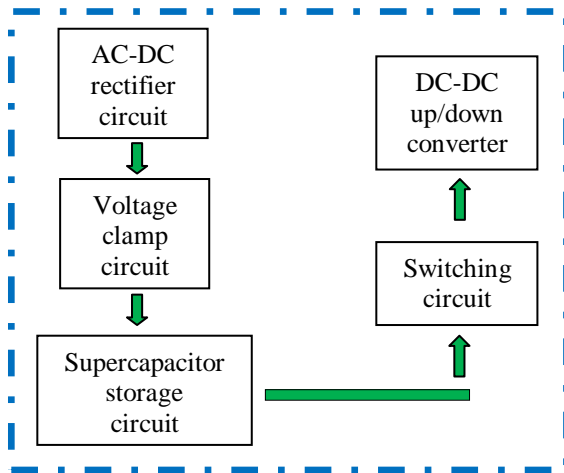 AC-DC
rectifier
circuit
Voltage
clamp
circuit
Supercapacitor
storage
circuit
Switching
circuit
DC-DC
up/down
converter